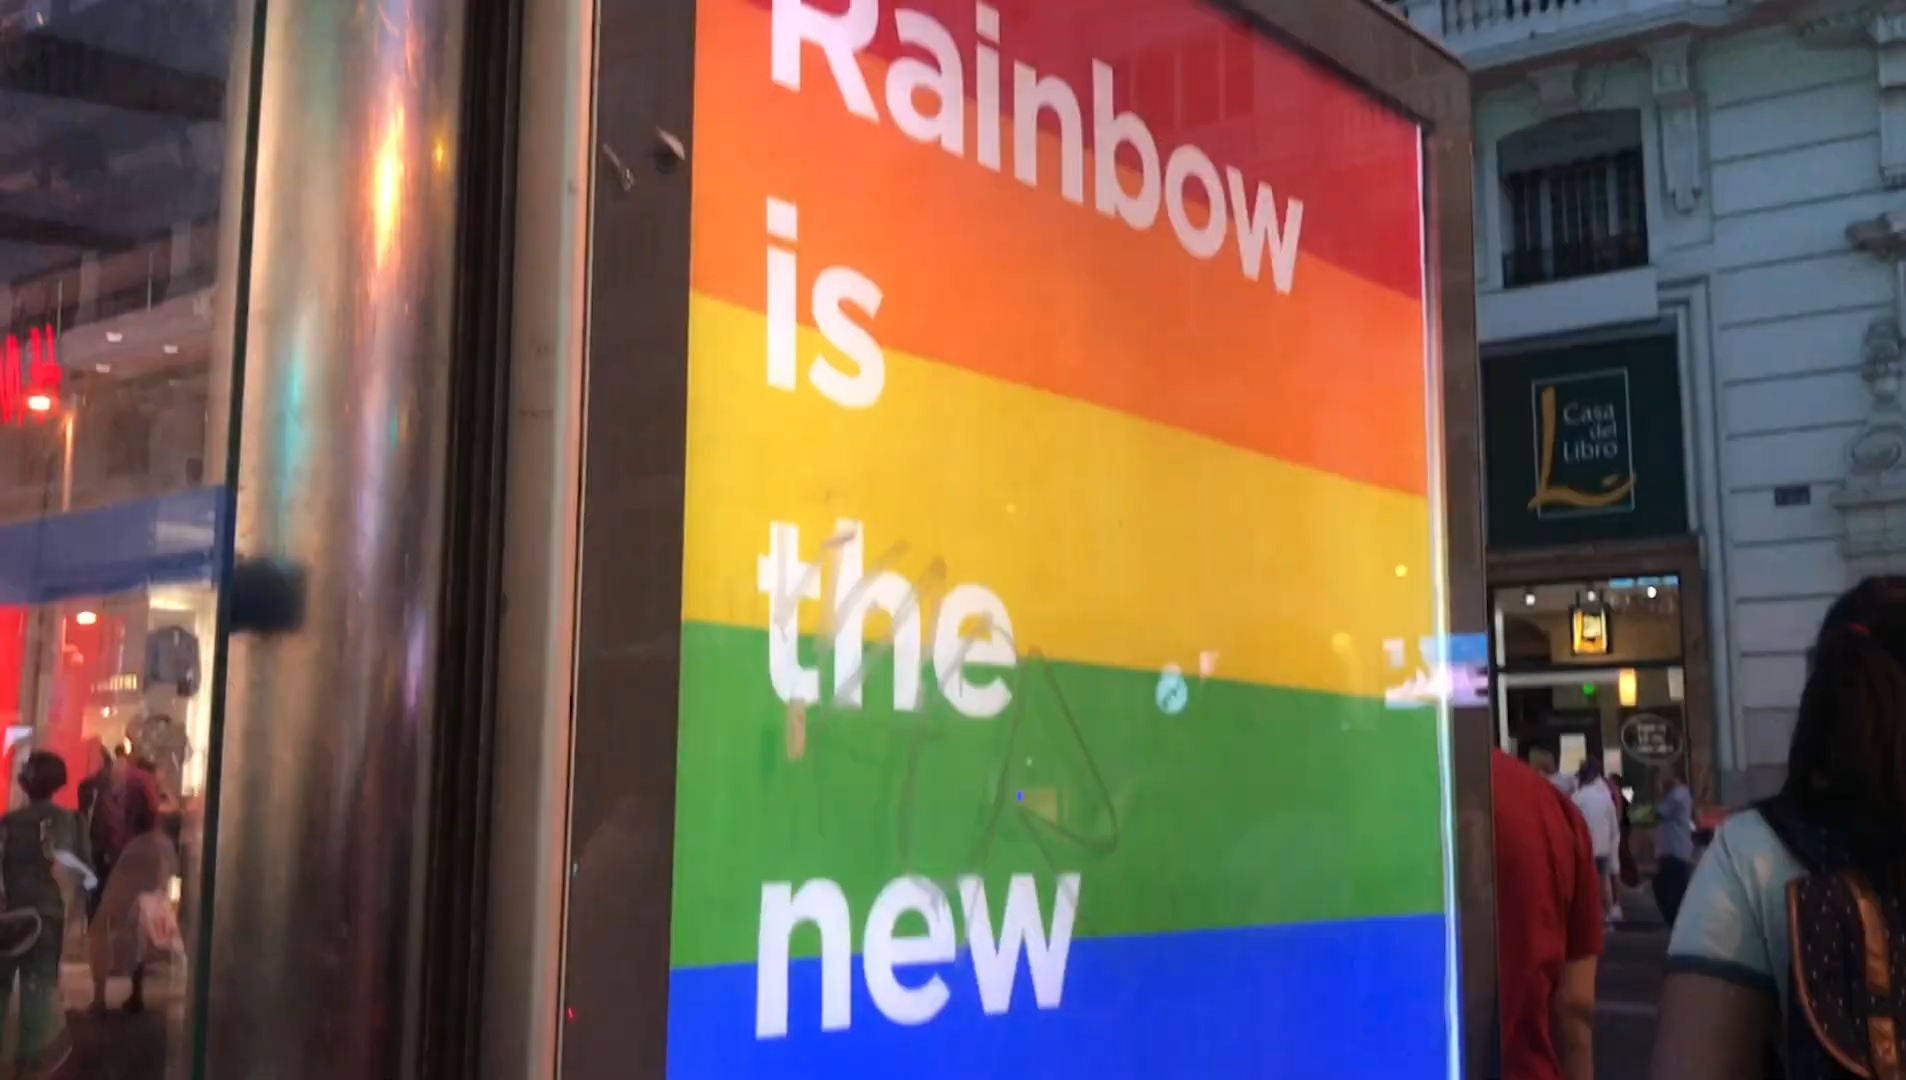 Rainbow
is
the
new
Casa
del
Libro